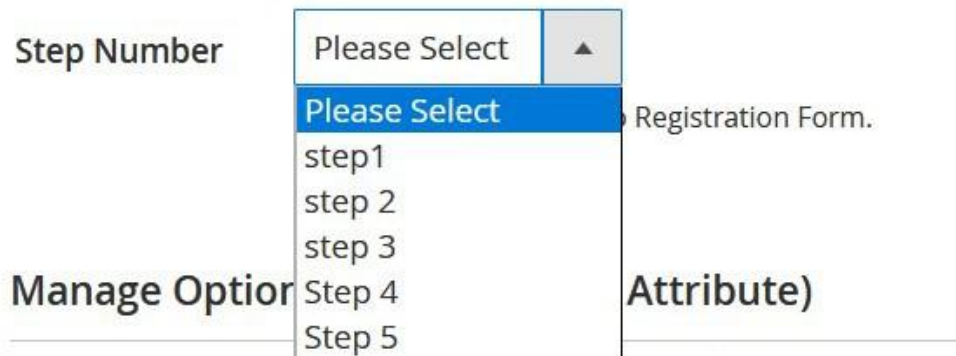 Step Number Please Select
Please Select
Registration Form.
step1
step 2
step 3
Manage Attribute)
Step 4
Step 5